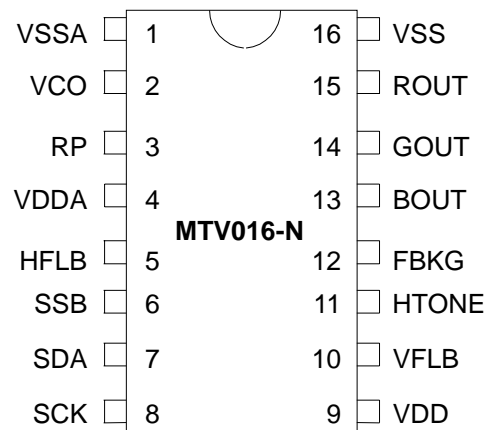 VSSA 1 16 VSS
VCO 2 15 ROUT
RP 3 14 GOUT
VDDA 4 13 BOUT
MTV016-N
HFLB 5 12 FBKG
SSB 6 11 HTONE
SDA 7 10 VFLB
SCK 8 9 VDD